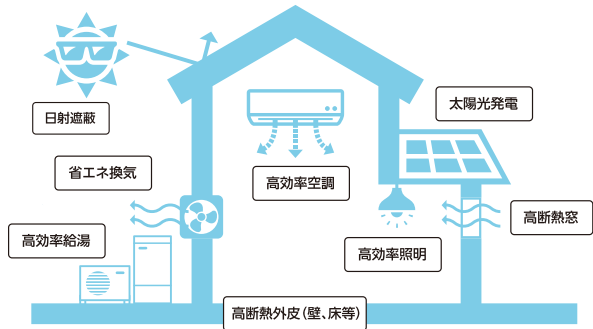 日射遮蔽
太陽光発電
省エネ換気
高効率空調
高断熱窓
高効率給湯
高効率照明
高断熱外皮(壁、床等)